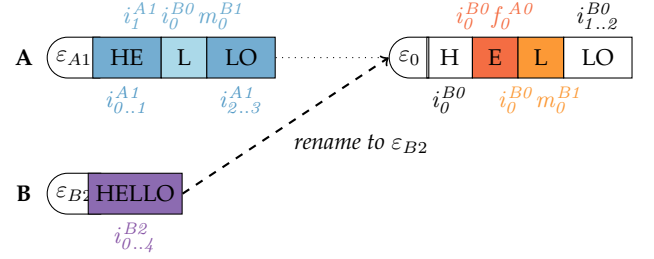 i_1^{A1} i_0^{B0} m_0^{B1} i_0^{B0} f_0^{A0} i_{1..2}^{B0}
A ε_{A1} HE L LO ε_0 H E L LO
i_{0..1}^{A1} i_{2..3}^{A1} i_0^{B0} i_0^{B0} m_0^{B1}
rename to ε_{B2}
B ε_{B2} HELLO
i_{0..4}^{B2}